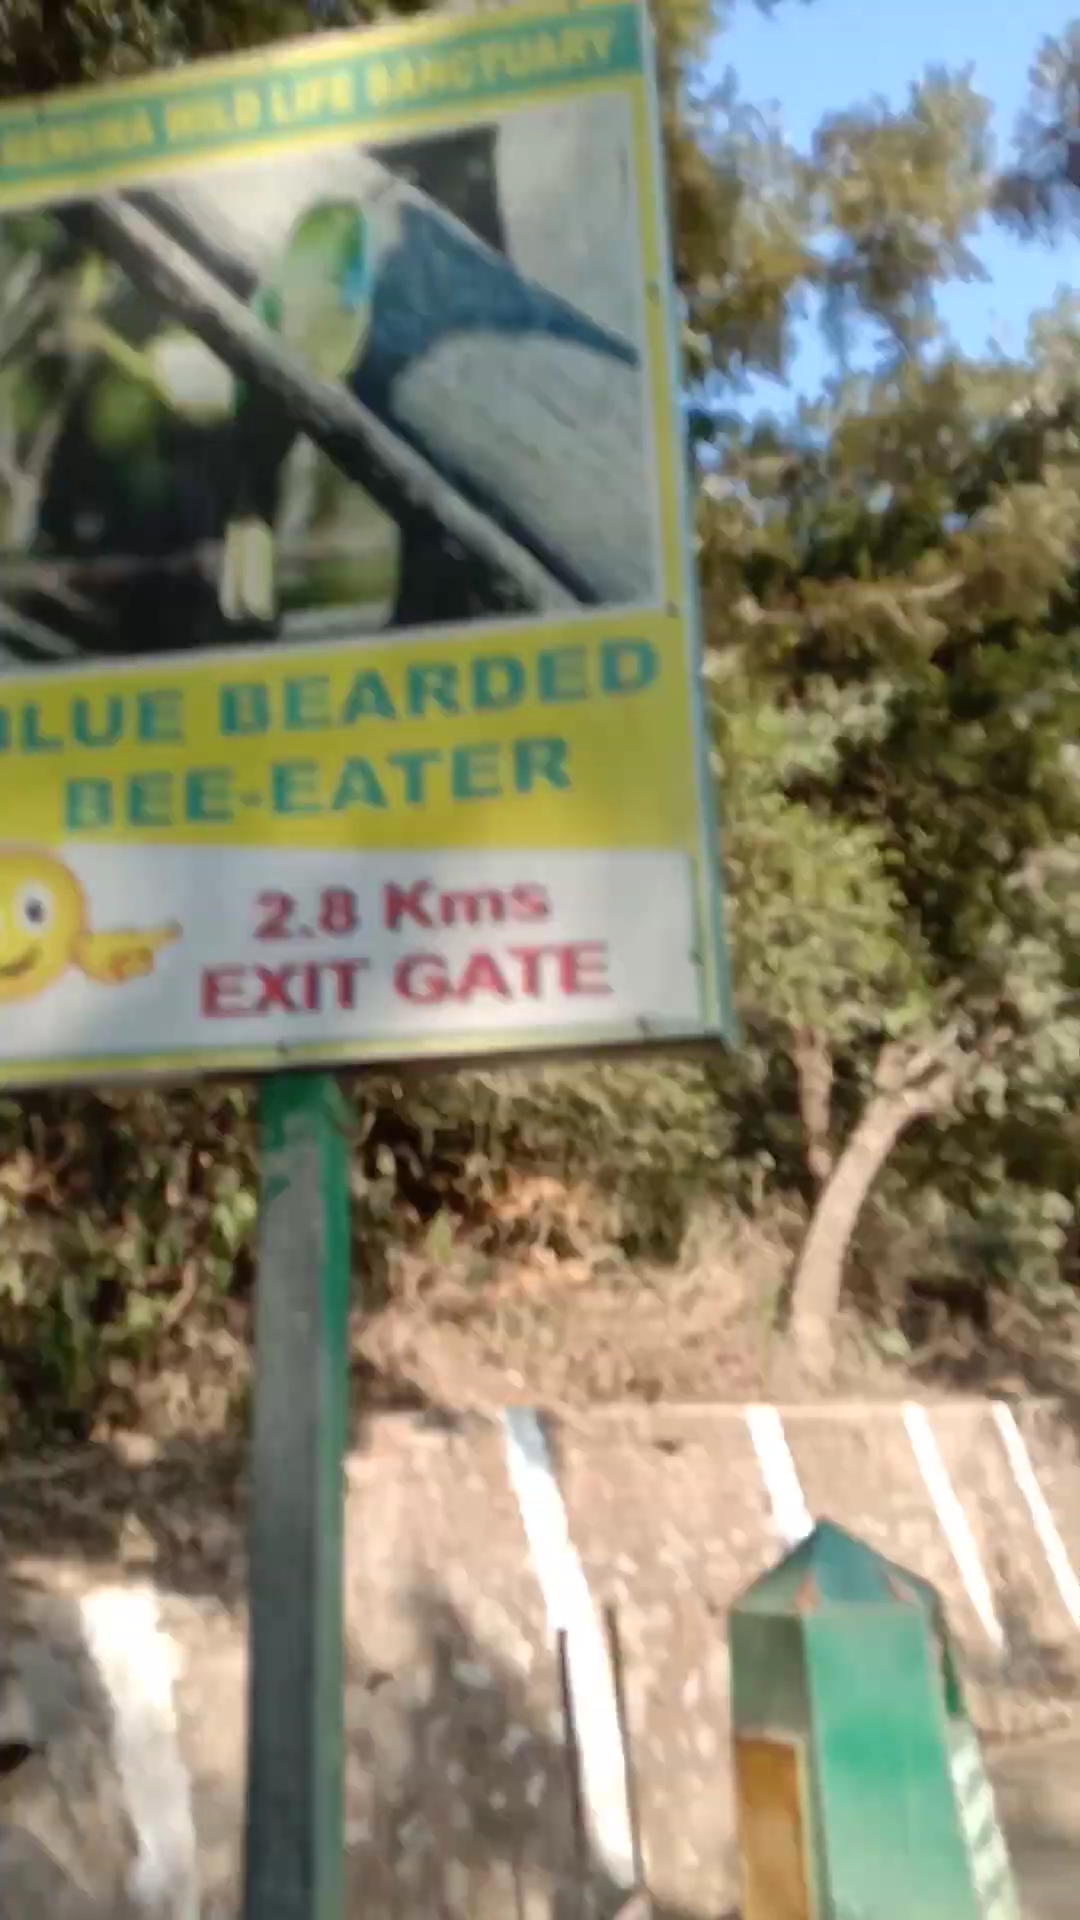 WILD LIFE SANCTUARY
BLUE BEARDED
BEE-EATER
2.8 Kms
EXIT GATE